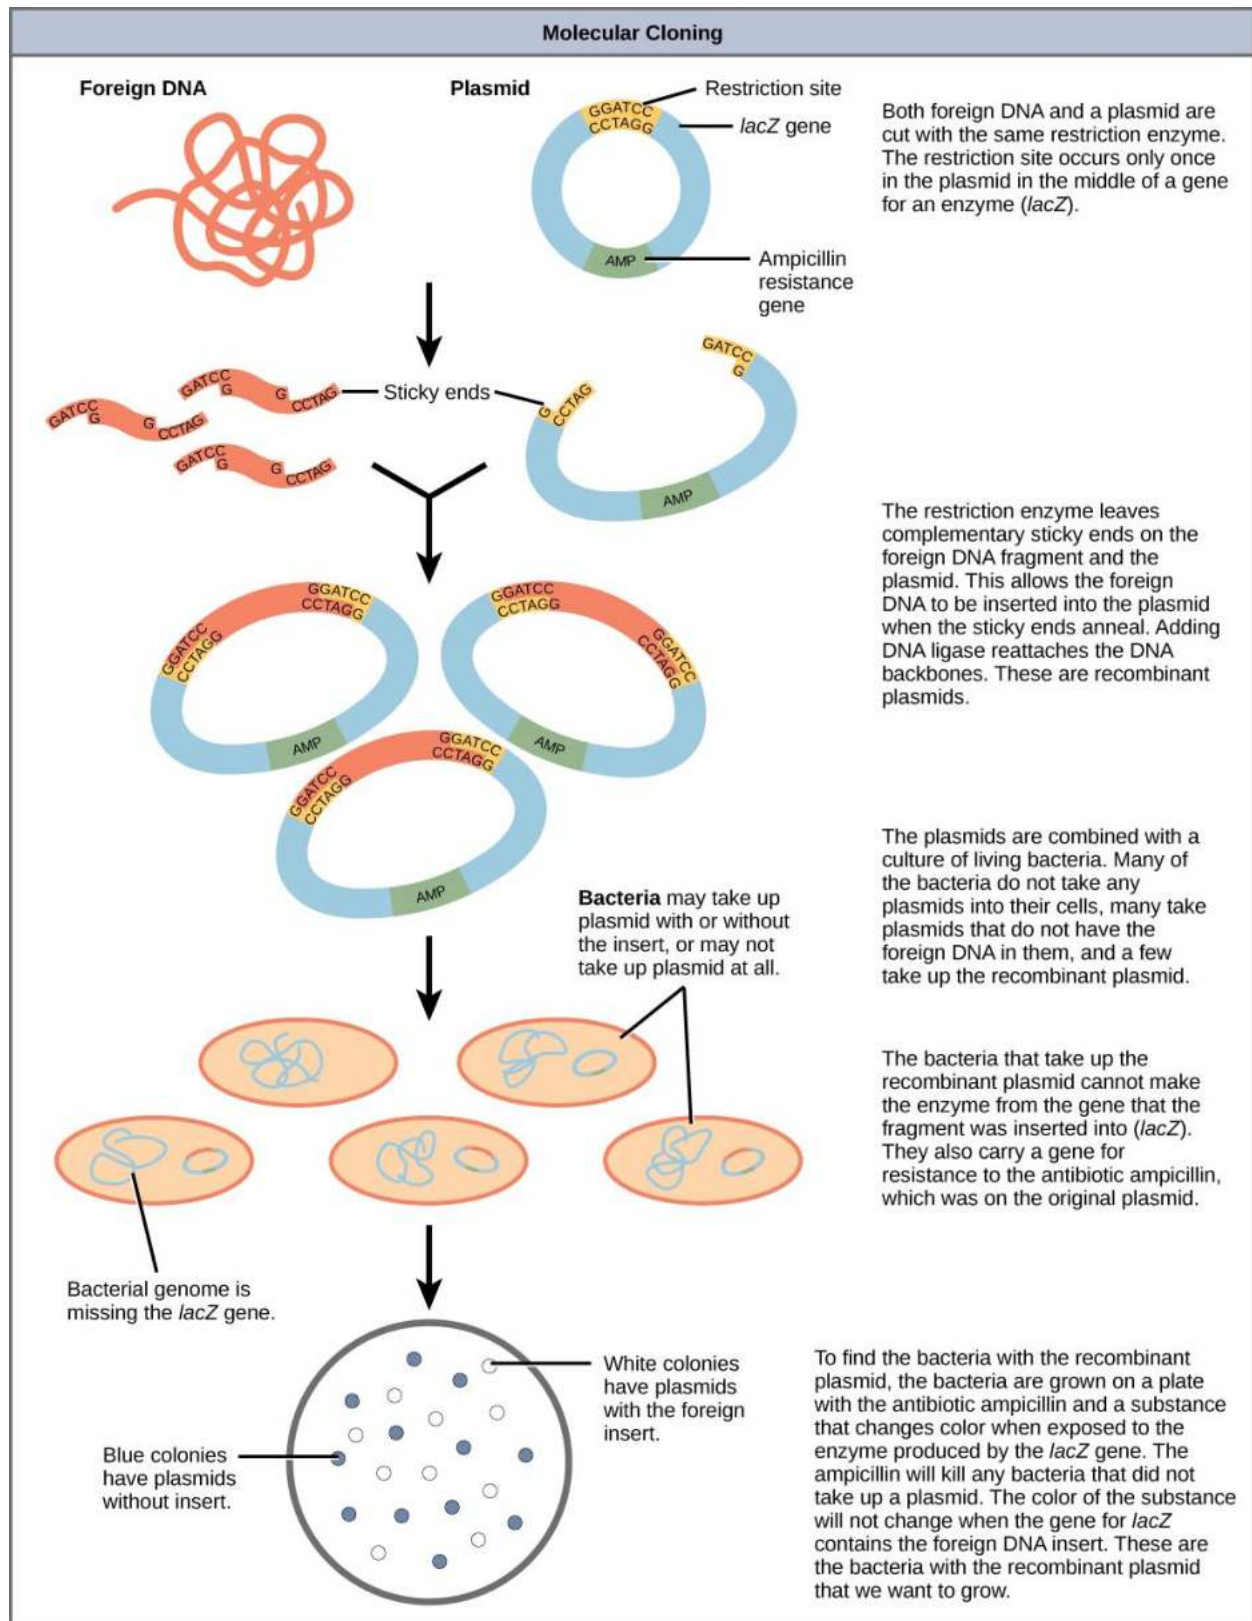 Molecular Cloning
Foreign DNA
Plasmid
GGATCC
CCTAGG
Restriction site
lacZ gene
AMP
Ampicillin
resistance
gene
Both foreign DNA and a plasmid are
cut with the same restriction enzyme.
The restriction site occurs only once
in the plasmid in the middle of a gene
for an enzyme (lacZ).
GATCC
G
G
CCTAG
GATCC
G
G
CCTAG
GATCC
G
G
CCTAG
Sticky ends
G
CCTAG
GATCC
G
AMP
The restriction enzyme leaves
complementary sticky ends on the
foreign DNA fragment and the
plasmid. This allows the foreign
DNA to be inserted into the plasmid
when the sticky ends anneal. Adding
DNA ligase reattaches the DNA
backbones. These are recombinant
plasmids.
GGATCC
CCTAGG
GGATCC
CCTAGG
AMP
GGATCC
CCTAGG
GGATCC
CCTAGG
AMP
GGATCC
CCTAGG
GGATCC
CCTAGG
AMP
The plasmids are combined with a
culture of living bacteria. Many of
the bacteria do not take any
plasmids into their cells, many take
plasmids that do not have the
foreign DNA in them, and a few
take up the recombinant plasmid.
Bacteria may take up
plasmid with or without
the insert, or may not
take up plasmid at all.
The bacteria that take up the
recombinant plasmid cannot make
the enzyme from the gene that the
fragment was inserted into (lacZ).
They also carry a gene for
resistance to the antibiotic ampicillin,
which was on the original plasmid.
Bacterial genome is
missing the lacZ gene.
White colonies
have plasmids
with the foreign
insert.
Blue colonies
have plasmids
without insert.
To find the bacteria with the recombinant
plasmid, the bacteria are grown on a plate
with the antibiotic ampicillin and a substance
that changes color when exposed to the
enzyme produced by the lacZ gene. The
ampicillin will kill any bacteria that did not
take up a plasmid. The color of the substance
will not change when the gene for lacZ
contains the foreign DNA insert. These are
the bacteria with the recombinant plasmid
that we want to grow.